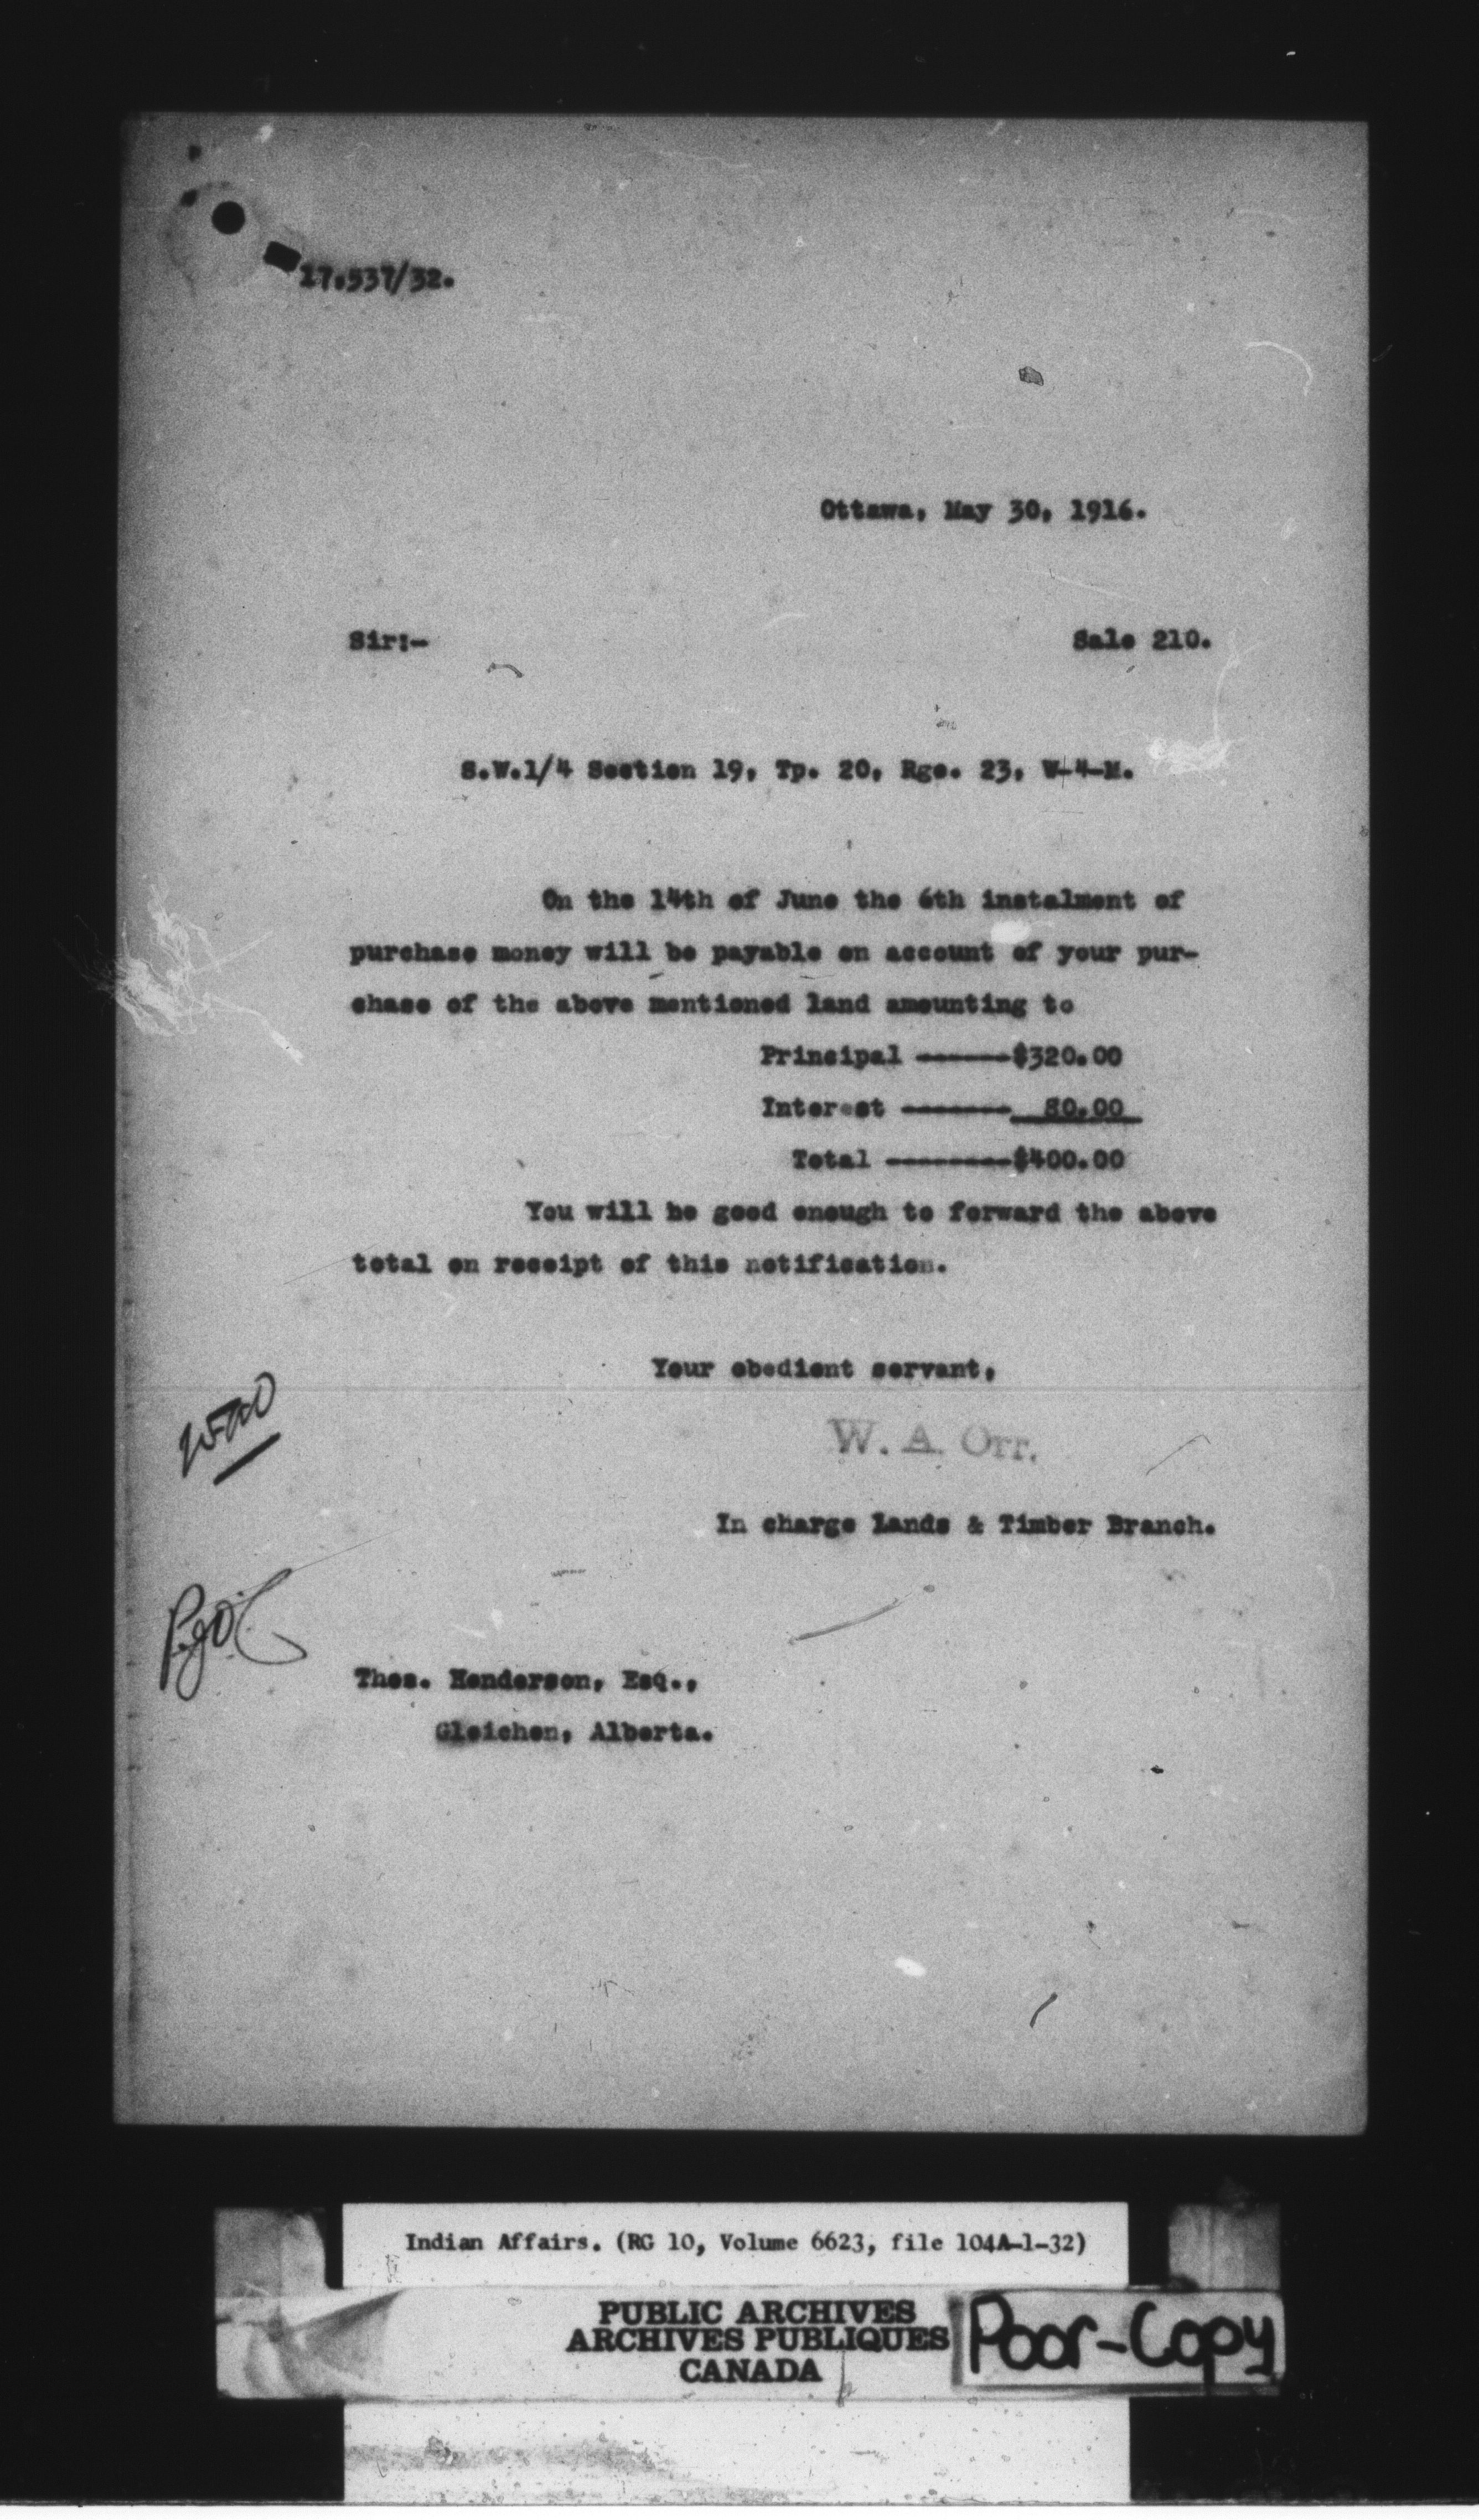 17.537/32.
Ottawa, May 30, 1916.
Sir:- Sale 210.
S.W.1/4 Section 19, Tp. 20, Rge. 23, W-4-M.
On the 14th of June the 6th instalment of
purchase money will be payable on account of your pur-
chase of the above mentioned land amounting to
Principal ------$320.00
Interest ------- 80.00
Total --------$400.00
You will be good enough to forward the above
total on receipt of this notification.
Your obedient servant,
W. A. Orr.
In charge Lands & Timber Branch.
Thos. Henderson, Esq.,
Gleichen, Alberta.
Indian Affairs. (RG 10, Volume 6623, file 104A-1-32)
PUBLIC ARCHIVES
ARCHIVES PUBLIQUES
CANADA
Poor-Copy